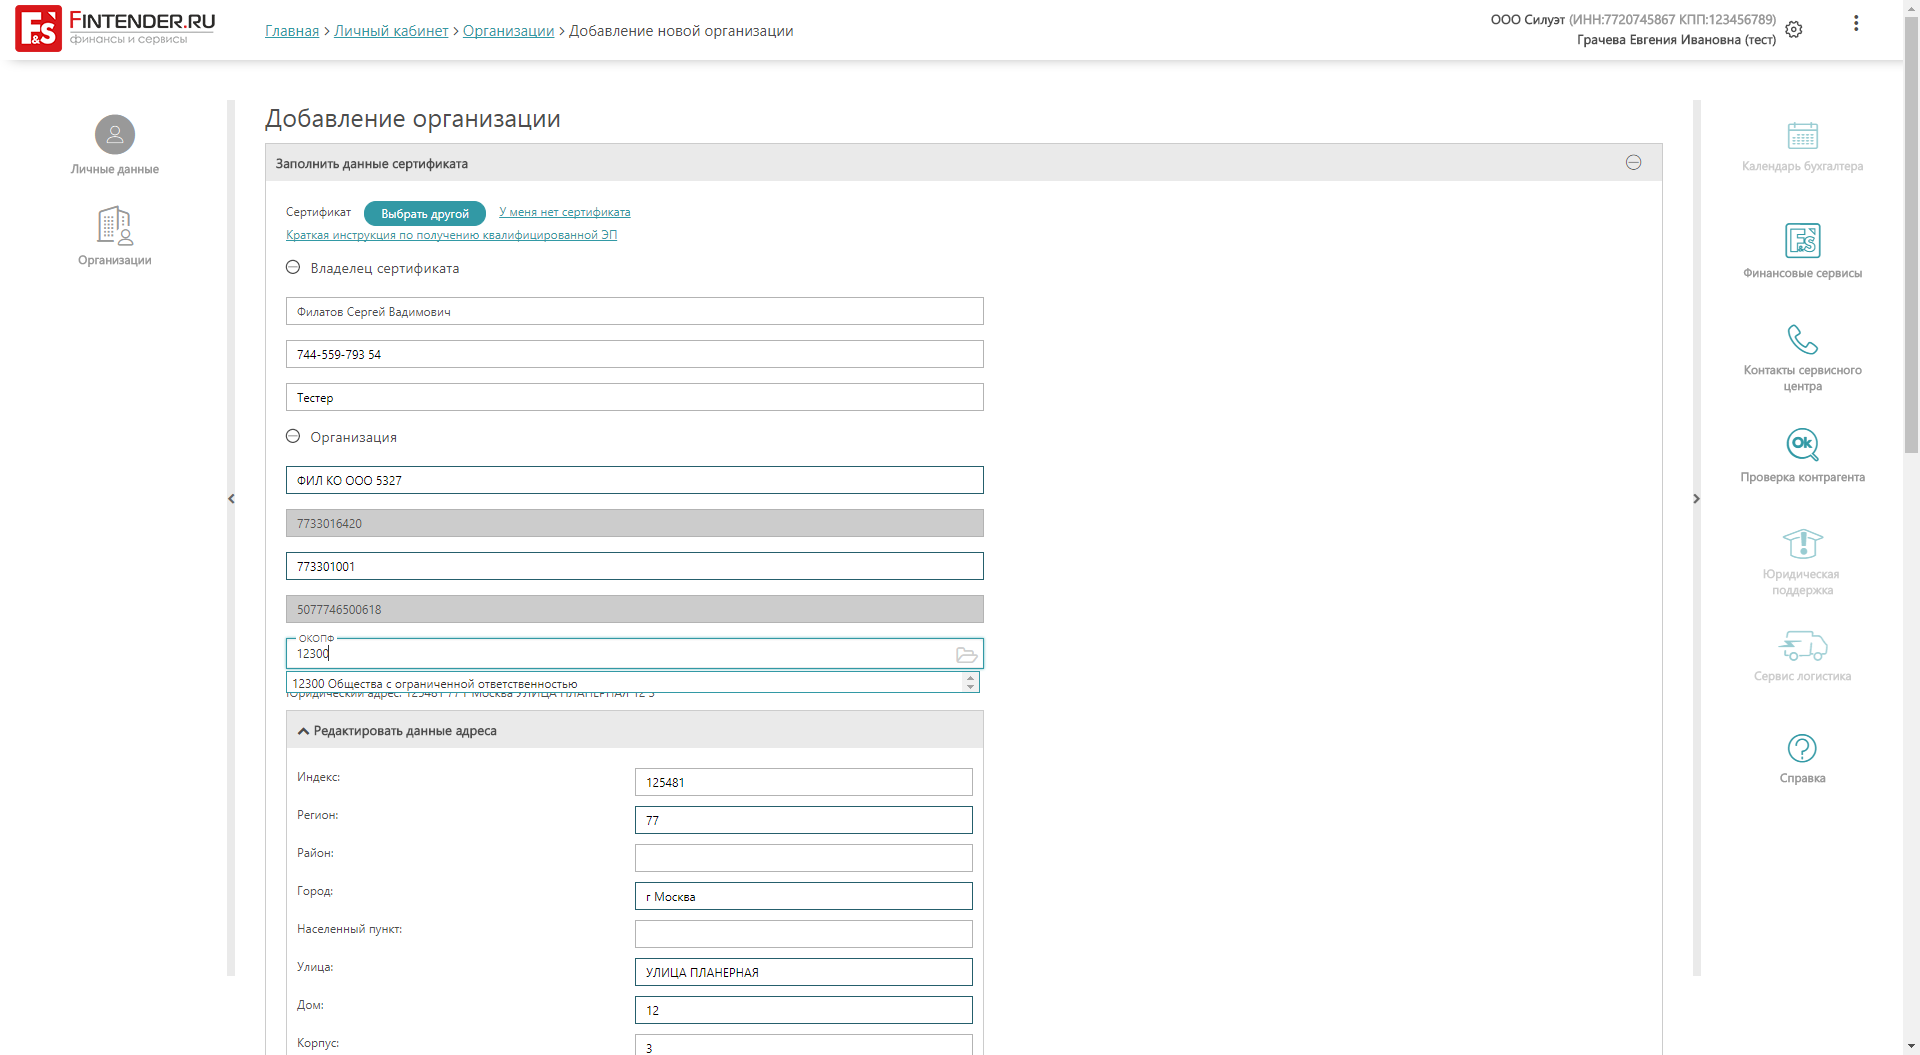 F&S FINTENDER.RU
финансы и сервисы
Главная > Личный кабинет > Организации > Добавление новой организации
ООО Силуэт (ИНН:7720745867 КПП:123456789)
Грачева Евгения Ивановна (тест)
Личные данные
Организации
Добавление организации
Заполнить данные сертификата
Сертификат Выбрать другой У меня нет сертификата
Краткая инструкция по получению квалифицированной ЭП
Владелец сертификата
Филатов Сергей Вадимович
744-559-793 54
Тестер
Организация
ФИЛ КО ООО 5327
7733016420
773301001
5077746500618
ОКОПФ
12300
12300 Общества с ограниченной ответственностью
Юридический адрес: 125481 77 г Москва УЛИЦА ПЛАНЕРНАЯ 12 3
Редактировать данные адреса
Индекс: 125481
Регион: 77
Район:
Город: г Москва
Населенный пункт:
Улица: УЛИЦА ПЛАНЕРНАЯ
Дом: 12
Корпус: 3
Календарь бухгалтера
F&S
Финансовые сервисы
Контакты сервисного
центра
Ok
Проверка контрагента
Юридическая
поддержка
Сервис логистика
Справка